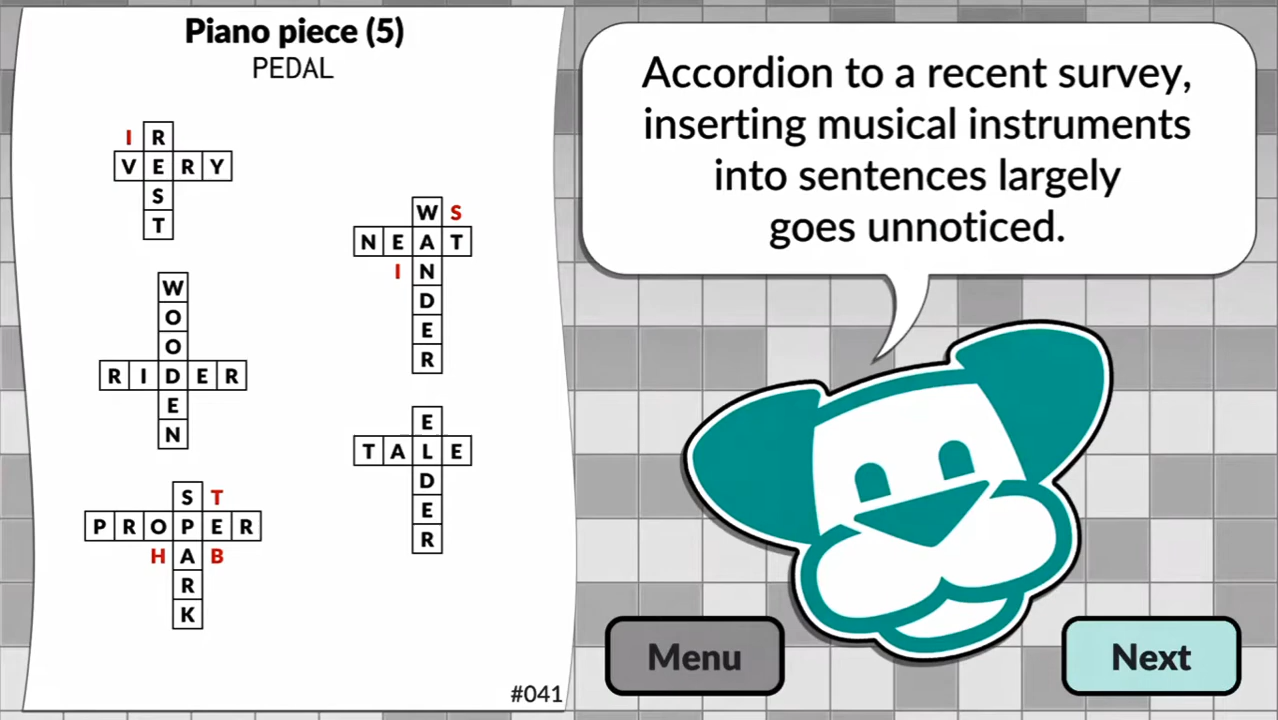 Piano piece (5)
PEDAL
I R
V E R Y
S
T
W
O
O
R I D E R
E
N
S T
P R O P E R
H A B
R
K
W S
N E A T
I N
D
E
R
E
T A L E
D
E
R
#041
Accordion to a recent survey,
inserting musical instruments
into sentences largely
goes unnoticed.
Menu
Next